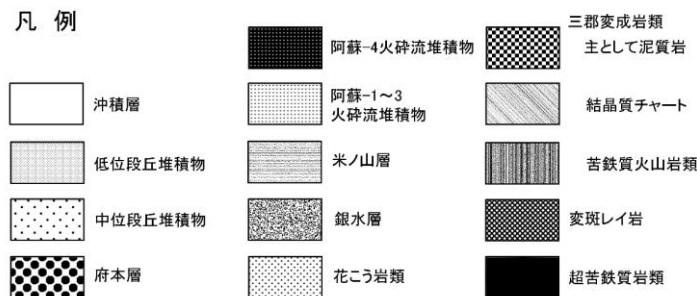 凡 例
沖積層
低位段丘堆積物
中位段丘堆積物
府本層
阿蘇-4火砕流堆積物
阿蘇-1～3
火砕流堆積物
米ノ山層
銀水層
花こう岩類
三郡変成岩類
主として泥質岩
結晶質チャート
苦鉄質火山岩類
変斑レイ岩
超苦鉄質岩類